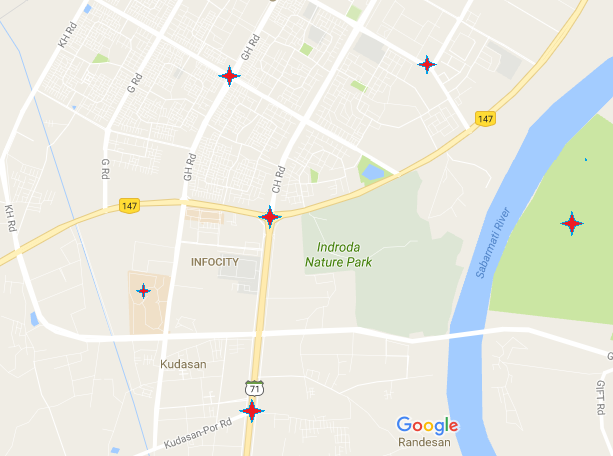 KH Rd
GH Rd
G Rd
147
G Rd
GH Rd
CH Rd
147
KH Rd
Sabarmati River
Indroda
Nature Park
INFOCITY
Kudasan
G
71
GIFT Rd
Kudasan-Por Rd
Google
Randesan